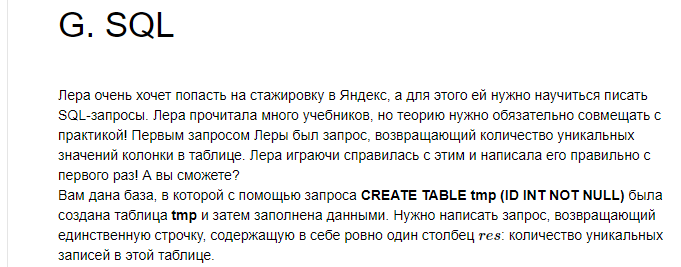 G. SQL
Лера очень хочет попасть на стажировку в Яндекс, а для этого ей нужно научиться писать
SQL-запросы. Лера прочитала много учебников, но теорию нужно обязательно совмещать с
практикой! Первым запросом Леры был запрос, возвращающий количество уникальных
значений колонки в таблице. Лера играючи справилась с этим и написала его правильно с
первого раз! А вы сможете?
Вам дана база, в которой с помощью запроса CREATE TABLE tmp (ID INT NOT NULL) была
создана таблица tmp и затем заполнена данными. Нужно написать запрос, возвращающий
единственную строчку, содержащую в себе ровно один столбец res: количество уникальных
записей в этой таблице.